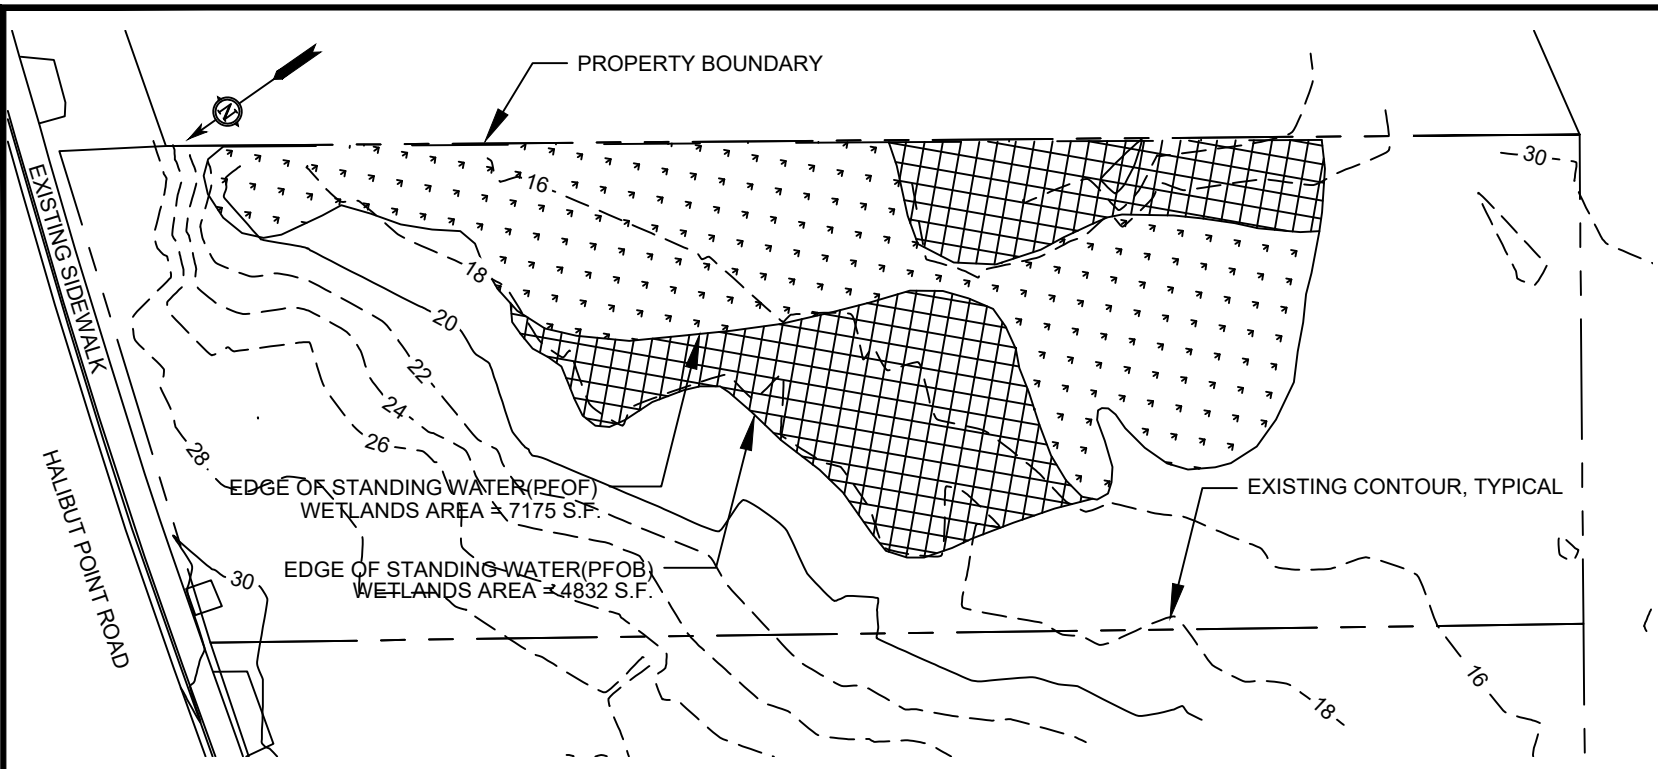 PROPERTY BOUNDARY
N
30
16
EXISTING SIDEWALK
18
20
22
24
26
28
HALIBUT POINT ROAD
EDGE OF STANDING WATER(PFOF)
WETLANDS AREA = 7175 S.F.
EXISTING CONTOUR, TYPICAL
EDGE OF STANDING WATER(PFOB)
WETLANDS AREA = 4832 S.F.
30
16
18